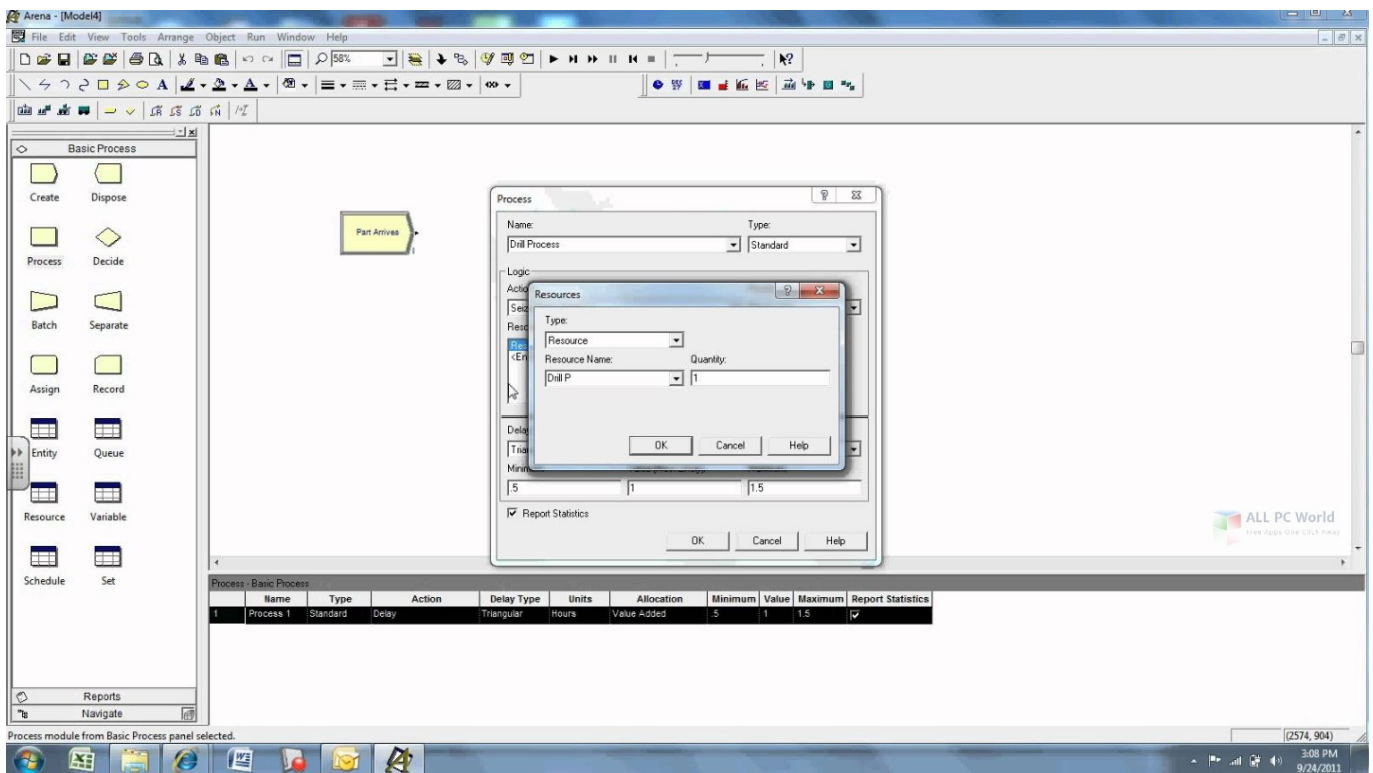 Arena - [Model4]
File Edit View Tools Arrange Object Run Window Help
58%
Basic Process
Create Dispose
Process Decide
Batch Separate
Assign Record
Entity Queue
Resource Variable
Schedule Set
Reports
Navigate
Part Arrives
Process
Name: Type:
Drill Process Standard
Logic
Resources
Type:
Resource
Resource Name: Quantity:
Drill P 1
OK Cancel Help
.5 1 1.5
Report Statistics
OK Cancel Help
ALL PC World
Free Apps One Click Away
Process - Basic Process
Name Type Action Delay Type Units Allocation Minimum Value Maximum Report Statistics
1 Process 1 Standard Delay Triangular Hours Value Added .5 1 1.5
Process module from Basic Process panel selected.
(2574, 904)
3:08 PM
9/24/2011